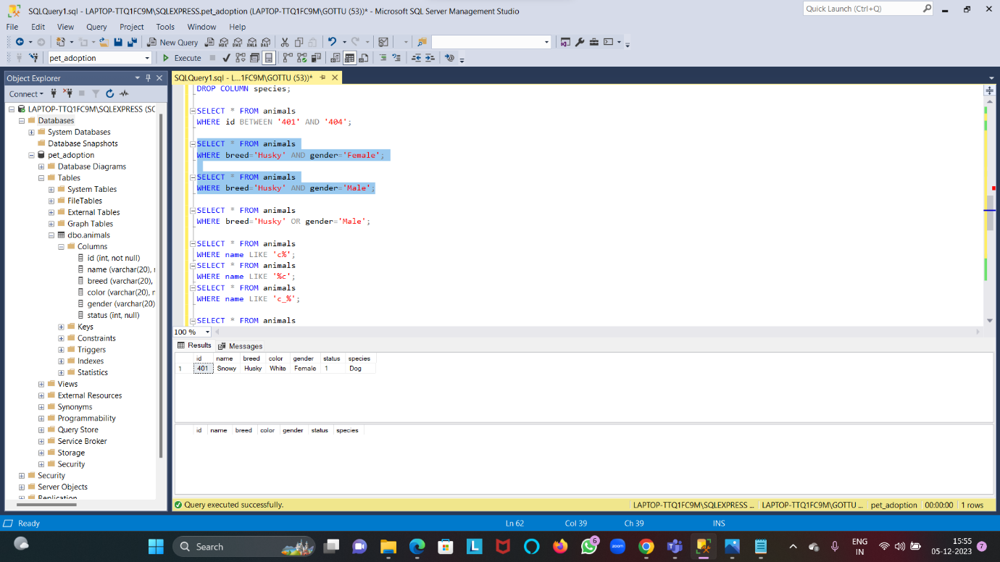 SQLQuery1.sql - LAPTOP-TTQ1FC9M\SQLEXPRESS.pet_adoption (LAPTOP-TTQ1FC9M\GOTTU (53))* - Microsoft SQL Server Management Studio
Quick Launch (Ctrl+Q)
File Edit View Query Project Tools Window Help
New Query
pet_adoption
Execute
Object Explorer
Connect
LAPTOP-TTQ1FC9M\SQLEXPRESS (SC
Databases
System Databases
Database Snapshots
pet_adoption
Database Diagrams
Tables
System Tables
FileTables
External Tables
Graph Tables
dbo.animals
Columns
id (int, not null)
name (varchar(20), r
breed (varchar(20),
color (varchar(20), n
gender (varchar(20)
status (int, null)
Keys
Constraints
Triggers
Indexes
Statistics
Views
External Resources
Synonyms
Programmability
Query Store
Service Broker
Storage
Security
Security
Server Objects
Replication
SQLQuery1.sql - L...1FC9M\GOTTU (53))*
DROP COLUMN species;
SELECT * FROM animals
WHERE id BETWEEN '401' AND '404';
SELECT * FROM animals
WHERE breed='Husky' AND gender='Female';
SELECT * FROM animals
WHERE breed='Husky' AND gender='Male';
SELECT * FROM animals
WHERE breed='Husky' OR gender='Male';
SELECT * FROM animals
WHERE name LIKE 'c%';
SELECT * FROM animals
WHERE name LIKE '%c';
SELECT * FROM animals
WHERE name LIKE 'c_%';
SELECT * FROM animals
100 %
Results Messages
id name breed color gender status species
1 401 Snowy Husky White Female 1 Dog
id name breed color gender status species
Query executed successfully.
LAPTOP-TTQ1FC9M\SQLEXPRESS ... LAPTOP-TTQ1FC9M\GOTTU ... pet_adoption 00:00:00 1 rows
Ready Ln 62 Col 39 Ch 39 INS
Search
6
zoom
ENG
IN
15:55
05-12-2023
7